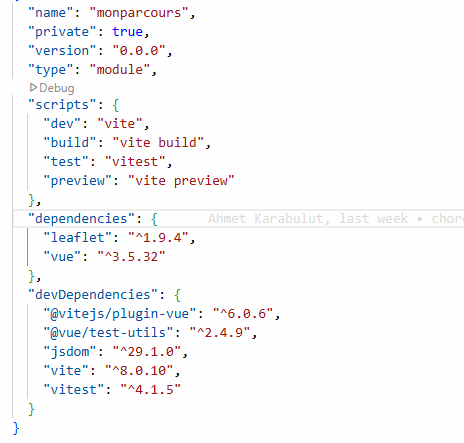 "name": "monparcours",
"private": true,
"version": "0.0.0",
"type": "module",
Debug
"scripts": {
"dev": "vite",
"build": "vite build",
"test": "vitest",
"preview": "vite preview"
},
"dependencies": { Ahmet Karabulut, last week • chore
"leaflet": "^1.9.4",
"vue": "^3.5.32"
},
"devDependencies": {
"@vitejs/plugin-vue": "^6.0.6",
"@vue/test-utils": "^2.4.9",
"jsdom": "^29.1.0",
"vite": "^8.0.10",
"vitest": "^4.1.5"
}
}